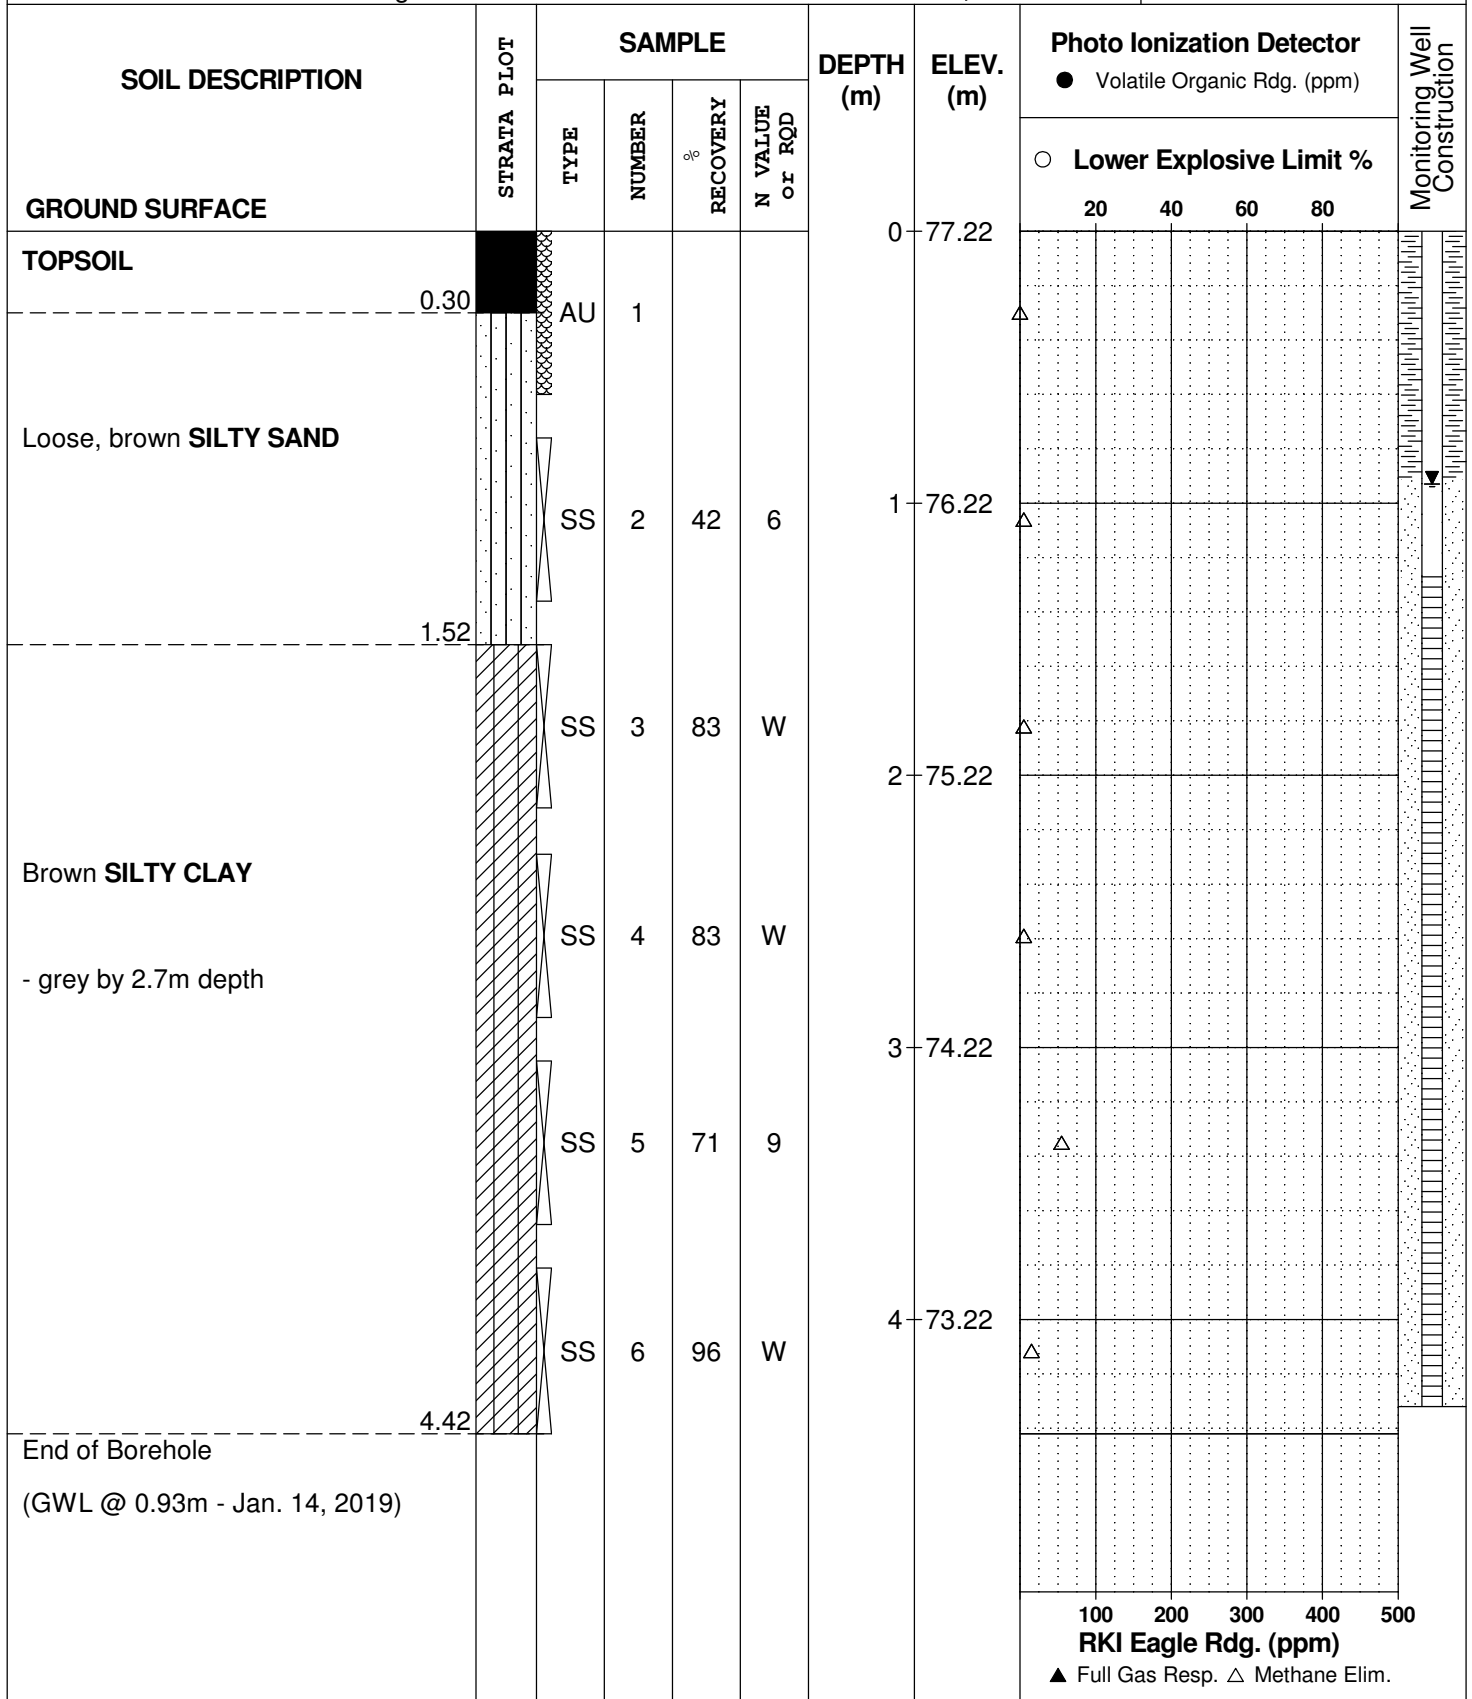 SOIL DESCRIPTION
GROUND SURFACE
STRATA PLOT
SAMPLE
TYPE
NUMBER
% RECOVERY
N VALUE
or RQD
DEPTH
(m)
ELEV.
(m)
Photo Ionization Detector
● Volatile Organic Rdg. (ppm)
○ Lower Explosive Limit %
20 40 60 80
Monitoring Well
Construction
0 77.22
TOPSOIL
0.30
AU 1
Loose, brown SILTY SAND
1 76.22
SS 2 42 6
1.52
SS 3 83 W
2 75.22
Brown SILTY CLAY
SS 4 83 W
- grey by 2.7m depth
3 74.22
SS 5 71 9
4 73.22
SS 6 96 W
4.42
End of Borehole
(GWL @ 0.93m - Jan. 14, 2019)
100 200 300 400 500
RKI Eagle Rdg. (ppm)
▲ Full Gas Resp. △ Methane Elim.